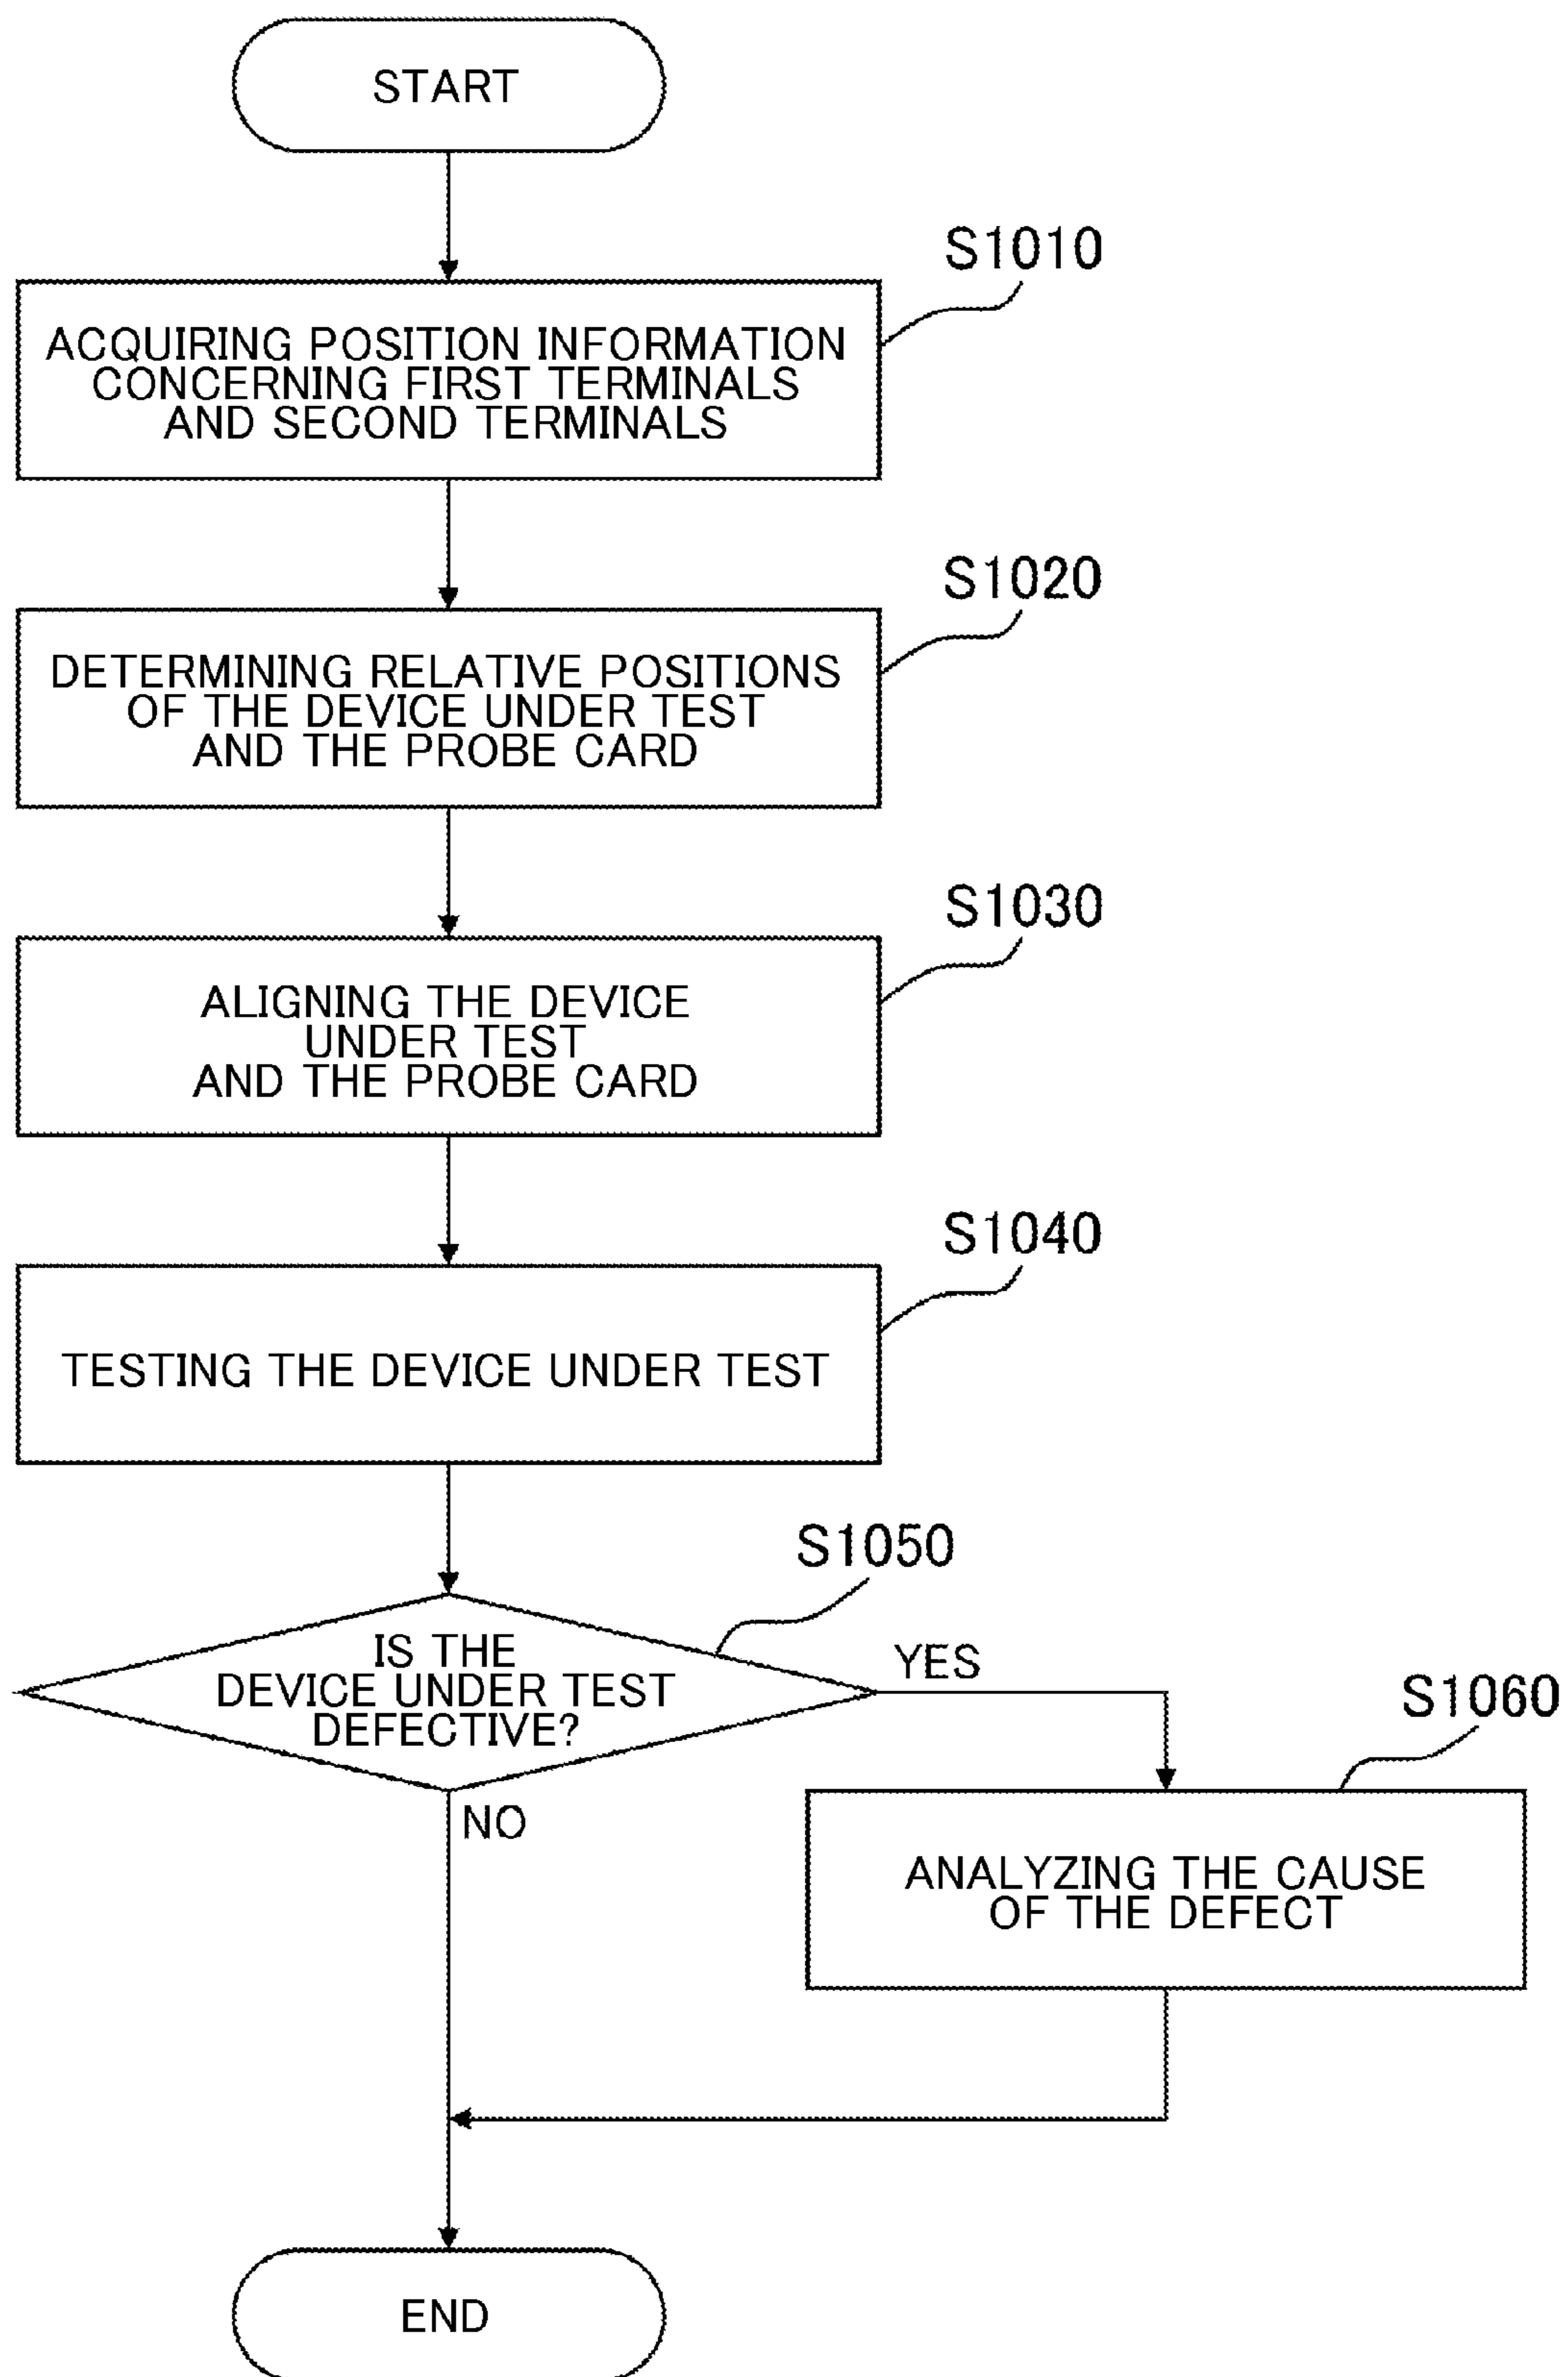 START
S1010
ACQUIRING POSITION INFORMATION
CONCERNING FIRST TERMINALS
AND SECOND TERMINALS
S1020
DETERMINING RELATIVE POSITIONS
OF THE DEVICE UNDER TEST
AND THE PROBE CARD
S1030
ALIGNING THE DEVICE
UNDER TEST
AND THE PROBE CARD
S1040
TESTING THE DEVICE UNDER TEST
S1050
IS THE
DEVICE UNDER TEST
DEFECTIVE?
YES
S1060
NO
ANALYZING THE CAUSE
OF THE DEFECT
END